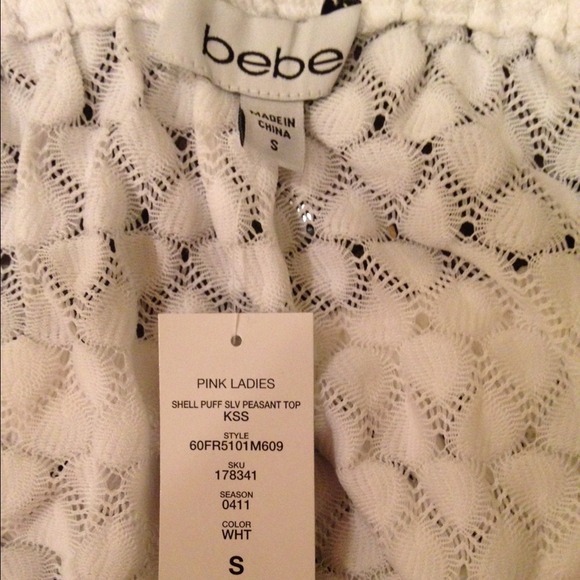 bebe
MADE IN
CHINA
S
PINK LADIES
SHELL PUFF SLV PEASANT TOP
KSS
STYLE
60FR5101M609
SKU
178341
SEASON
0411
COLOR
WHT
S